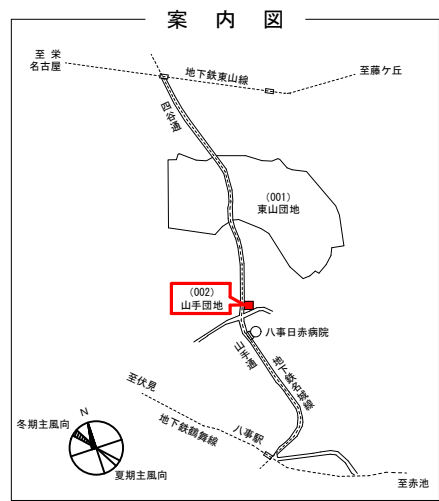 案内図
至 栄
名古屋
地下鉄東山線
至藤ケ丘
四谷通
(001)
東山団地
(002)
山手団地
八事日赤病院
山手通
地下鉄名城線
至伏見
地下鉄鶴舞線
八事駅
至赤池
N
冬期主風向
夏期主風向